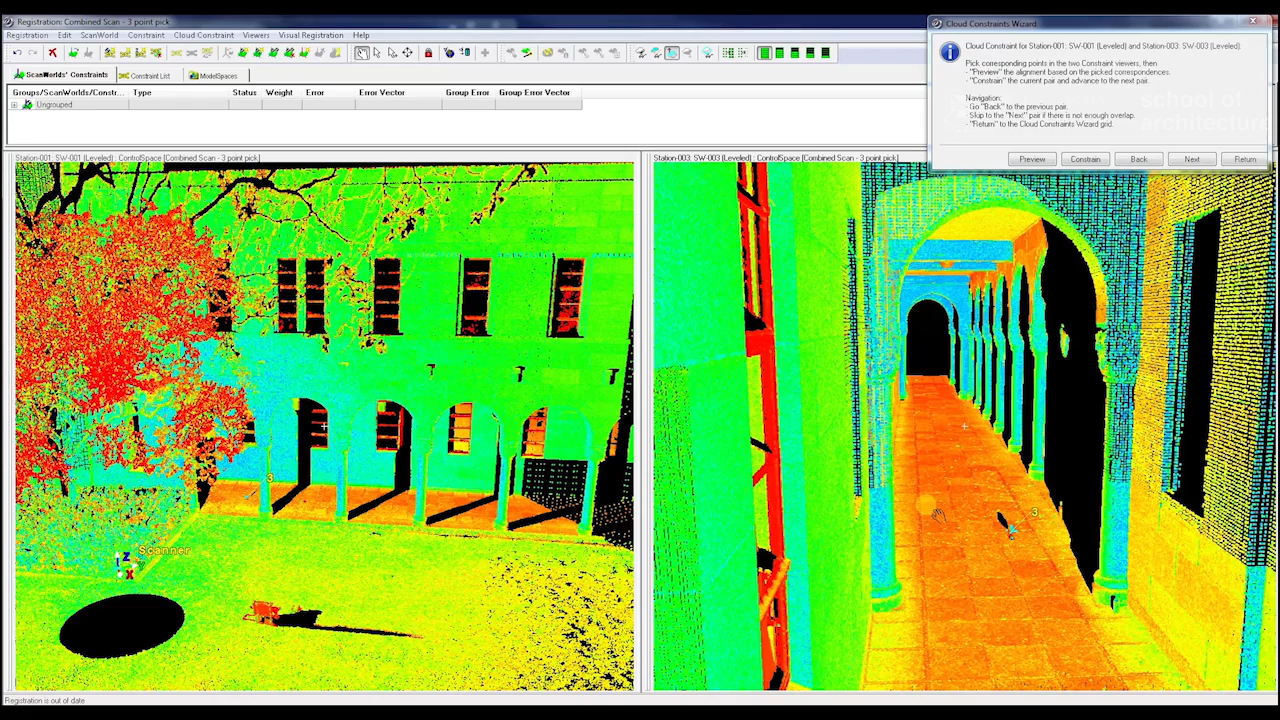 Registration: Combined Scan - 3 point pick
Registration Edit ScanWorld Constraint Cloud Constraint Viewers Visual Registration Help
ScanWorlds' Constraints Constraint List ModelSpaces
Groups/ScanWorlds/Constr... Type Status Weight Error Error Vector Group Error Group Error Vector
Ungrouped
Cloud Constraints Wizard
Cloud Constraint for Station-001: SW-001 (Leveled) and Station-003: SW-003 (Leveled).
Pick corresponding points in the two Constraint viewers, then
- "Preview" the alignment based on the picked correspondences.
- "Constrain" the current pair and advance to the next pair.
Navigation:
- Go "Back" to the previous pair.
- Skip to the "Next" pair if there is not enough overlap.
- "Return" to the Cloud Constraints Wizard grid.
school of
architecture
Preview Constrain Back Next Return
Station-001: SW-001 (Leveled) : ControlSpace [Combined Scan - 3 point pick]
Station-003: SW-003 (Leveled) : ControlSpace [Combined Scan - 3 point pick]
3
3
Scanner
Z
X
Registration is out of date